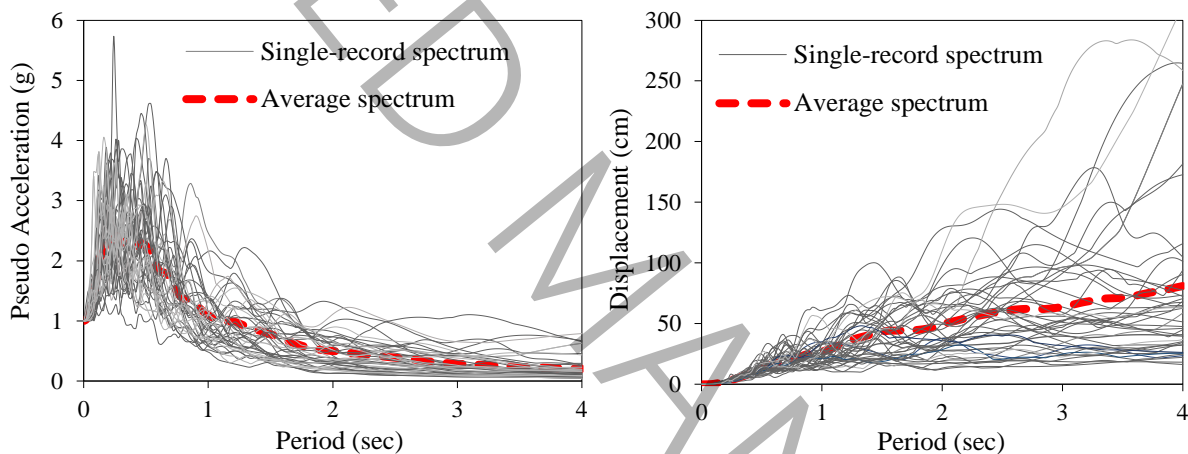 6
5
4
3
2
1
0
Pseudo Acceleration (g)
Single-record spectrum
Average spectrum
0 1 2 3 4
Period (sec)
300
250
200
150
100
50
0
Displacement (cm)
Single-record spectrum
Average spectrum
0 1 2 3 4
Period (sec)
ED MA